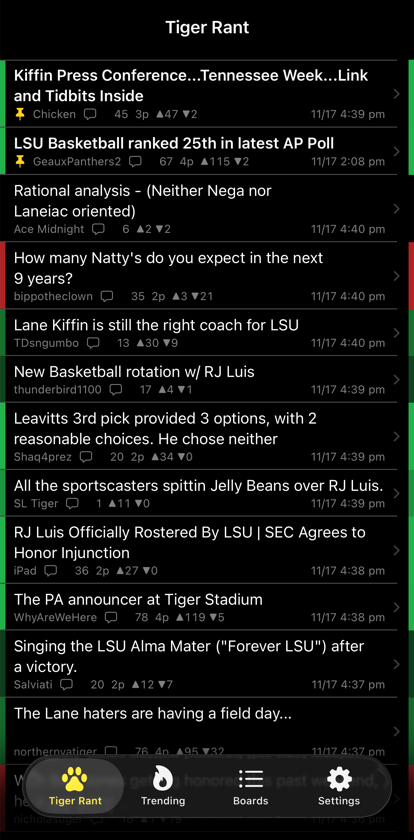 Tiger Rant
Kiffin Press Conference...Tennessee Week...Link
and Tidbits Inside
Chicken 45 3p ▲47 ▼2 11/17 4:39 pm
LSU Basketball ranked 25th in latest AP Poll
GeauxPanthers2 67 4p ▲115 ▼2 11/17 2:08 pm
Rational analysis - (Neither Nega nor
Laneiac oriented)
Ace Midnight 6 ▲2 ▼2 11/17 4:40 pm
How many Natty's do you expect in the next
9 years?
bippotheclown 35 2p ▲3 ▼21 11/17 4:40 pm
Lane Kiffin is still the right coach for LSU
TDsngumbo 13 ▲30 ▼9 11/17 4:40 pm
New Basketball rotation w/ RJ Luis
thunderbird1100 17 ▲4 ▼1 11/17 4:39 pm
Leavitts 3rd pick provided 3 options, with 2
reasonable choices. He chose neither
Shaq4prez 20 2p ▲34 ▼0 11/17 4:39 pm
All the sportscasters spittin Jelly Beans over RJ Luis.
SL Tiger 1 ▲11 ▼0 11/17 4:39 pm
RJ Luis Officially Rostered By LSU | SEC Agrees to
Honor Injunction
iPad 36 2p ▲27 ▼0 11/17 4:38 pm
The PA announcer at Tiger Stadium
WhyAreWeHere 78 4p ▲119 ▼5 11/17 4:38 pm
Singing the LSU Alma Mater ("Forever LSU") after
a victory.
Salviati 20 2p ▲12 ▼7 11/17 4:37 pm
The Lane haters are having a field day...
northernvatiger 76 4p ▲95 ▼32 11/17 4:37 pm
Tiger Rant Trending Boards Settings